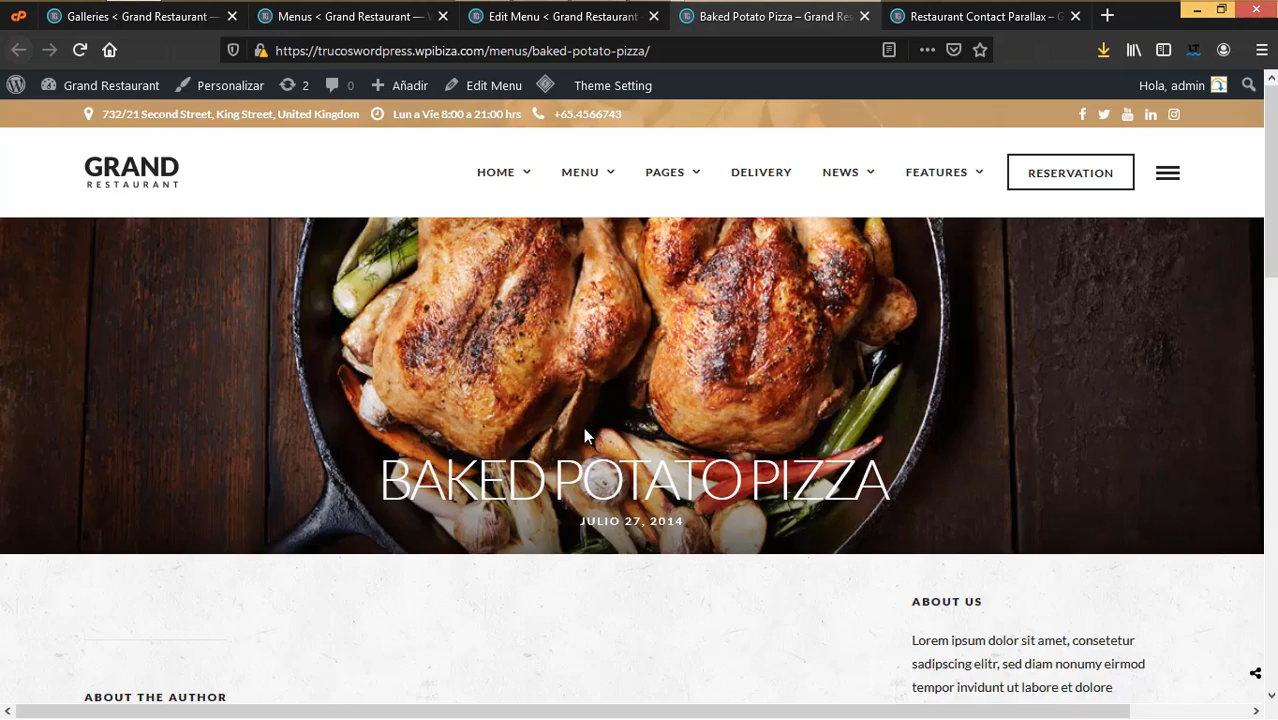 Galleries < Grand Restaurant —
Menus < Grand Restaurant — W
Edit Menu < Grand Restaurant
Baked Potato Pizza – Grand Res
Restaurant Contact Parallax – G
https://trucoswordpress.wpibiza.com/menus/baked-potato-pizza/
Grand Restaurant
Personalizar
2
0
Añadir
Edit Menu
Theme Setting
Hola, admin
732/21 Second Street, King Street, United Kingdom
Lun a Vie 8:00 a 21:00 hrs
+65.4566743
GRAND
RESTAURANT
HOME
MENU
PAGES
DELIVERY
NEWS
FEATURES
RESERVATION
BAKED POTATO PIZZA
JULIO 27, 2014
ABOUT US
Lorem ipsum dolor sit amet, consetetur
sadipscing elitr, sed diam nonumy eirmod
tempor invidunt ut labore et dolore
ABOUT THE AUTHOR